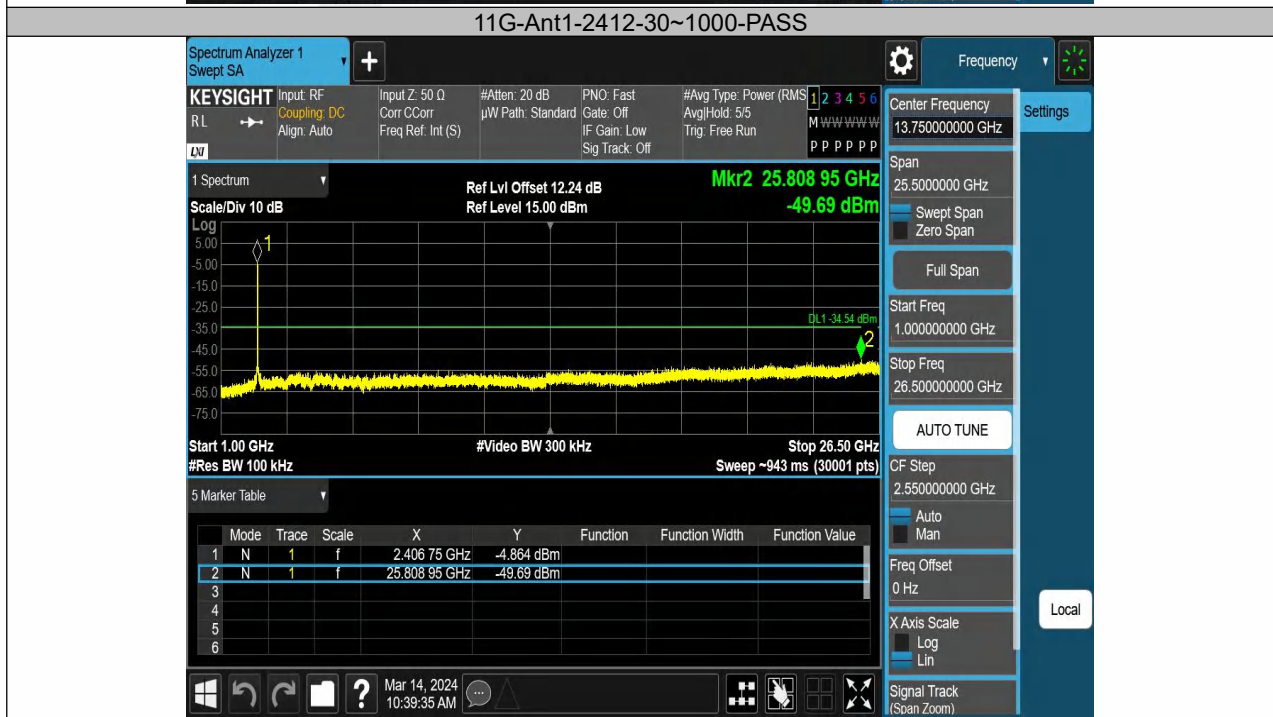 11G-Ant1-2412-30~1000-PASS
Spectrum Analyzer 1
Swept SA
+
Frequency
KEYSIGHT
RL
LXI
Input: RF
Coupling: DC
Align: Auto
Input Z: 50 Ω
Corr CCorr
Freq Ref: Int (S)
#Atten: 20 dB
µW Path: Standard
PNO: Fast
Gate: Off
IF Gain: Low
Sig Track: Off
#Avg Type: Power (RMS
Avg|Hold: 5/5
Trig: Free Run
1 2 3 4 5 6
M W W W W W
P P P P P P
1 Spectrum
Scale/Div 10 dB
Ref Lvl Offset 12.24 dB
Ref Level 15.00 dBm
Mkr2 25.808 95 GHz
-49.69 dBm
Log
5.00
-5.00
-15.0
-25.0
-35.0
-45.0
-55.0
-65.0
-75.0
1
DL1 -34.54 dBm
2
Start 1.00 GHz
#Video BW 300 kHz
Stop 26.50 GHz
#Res BW 100 kHz
Sweep ~943 ms (30001 pts)
5 Marker Table
Mode Trace Scale X Y Function Function Width Function Value
1 N 1 f 2.406 75 GHz -4.864 dBm
2 N 1 f 25.808 95 GHz -49.69 dBm
3
4
5
6
Mar 14, 2024
10:39:35 AM
?
Center Frequency
13.750000000 GHz
Settings
Span
25.5000000 GHz
Swept Span
Zero Span
Full Span
Start Freq
1.000000000 GHz
Stop Freq
26.500000000 GHz
AUTO TUNE
CF Step
2.550000000 GHz
Auto
Man
Freq Offset
0 Hz
Local
X Axis Scale
Log
Lin
Signal Track
(Span Zoom)